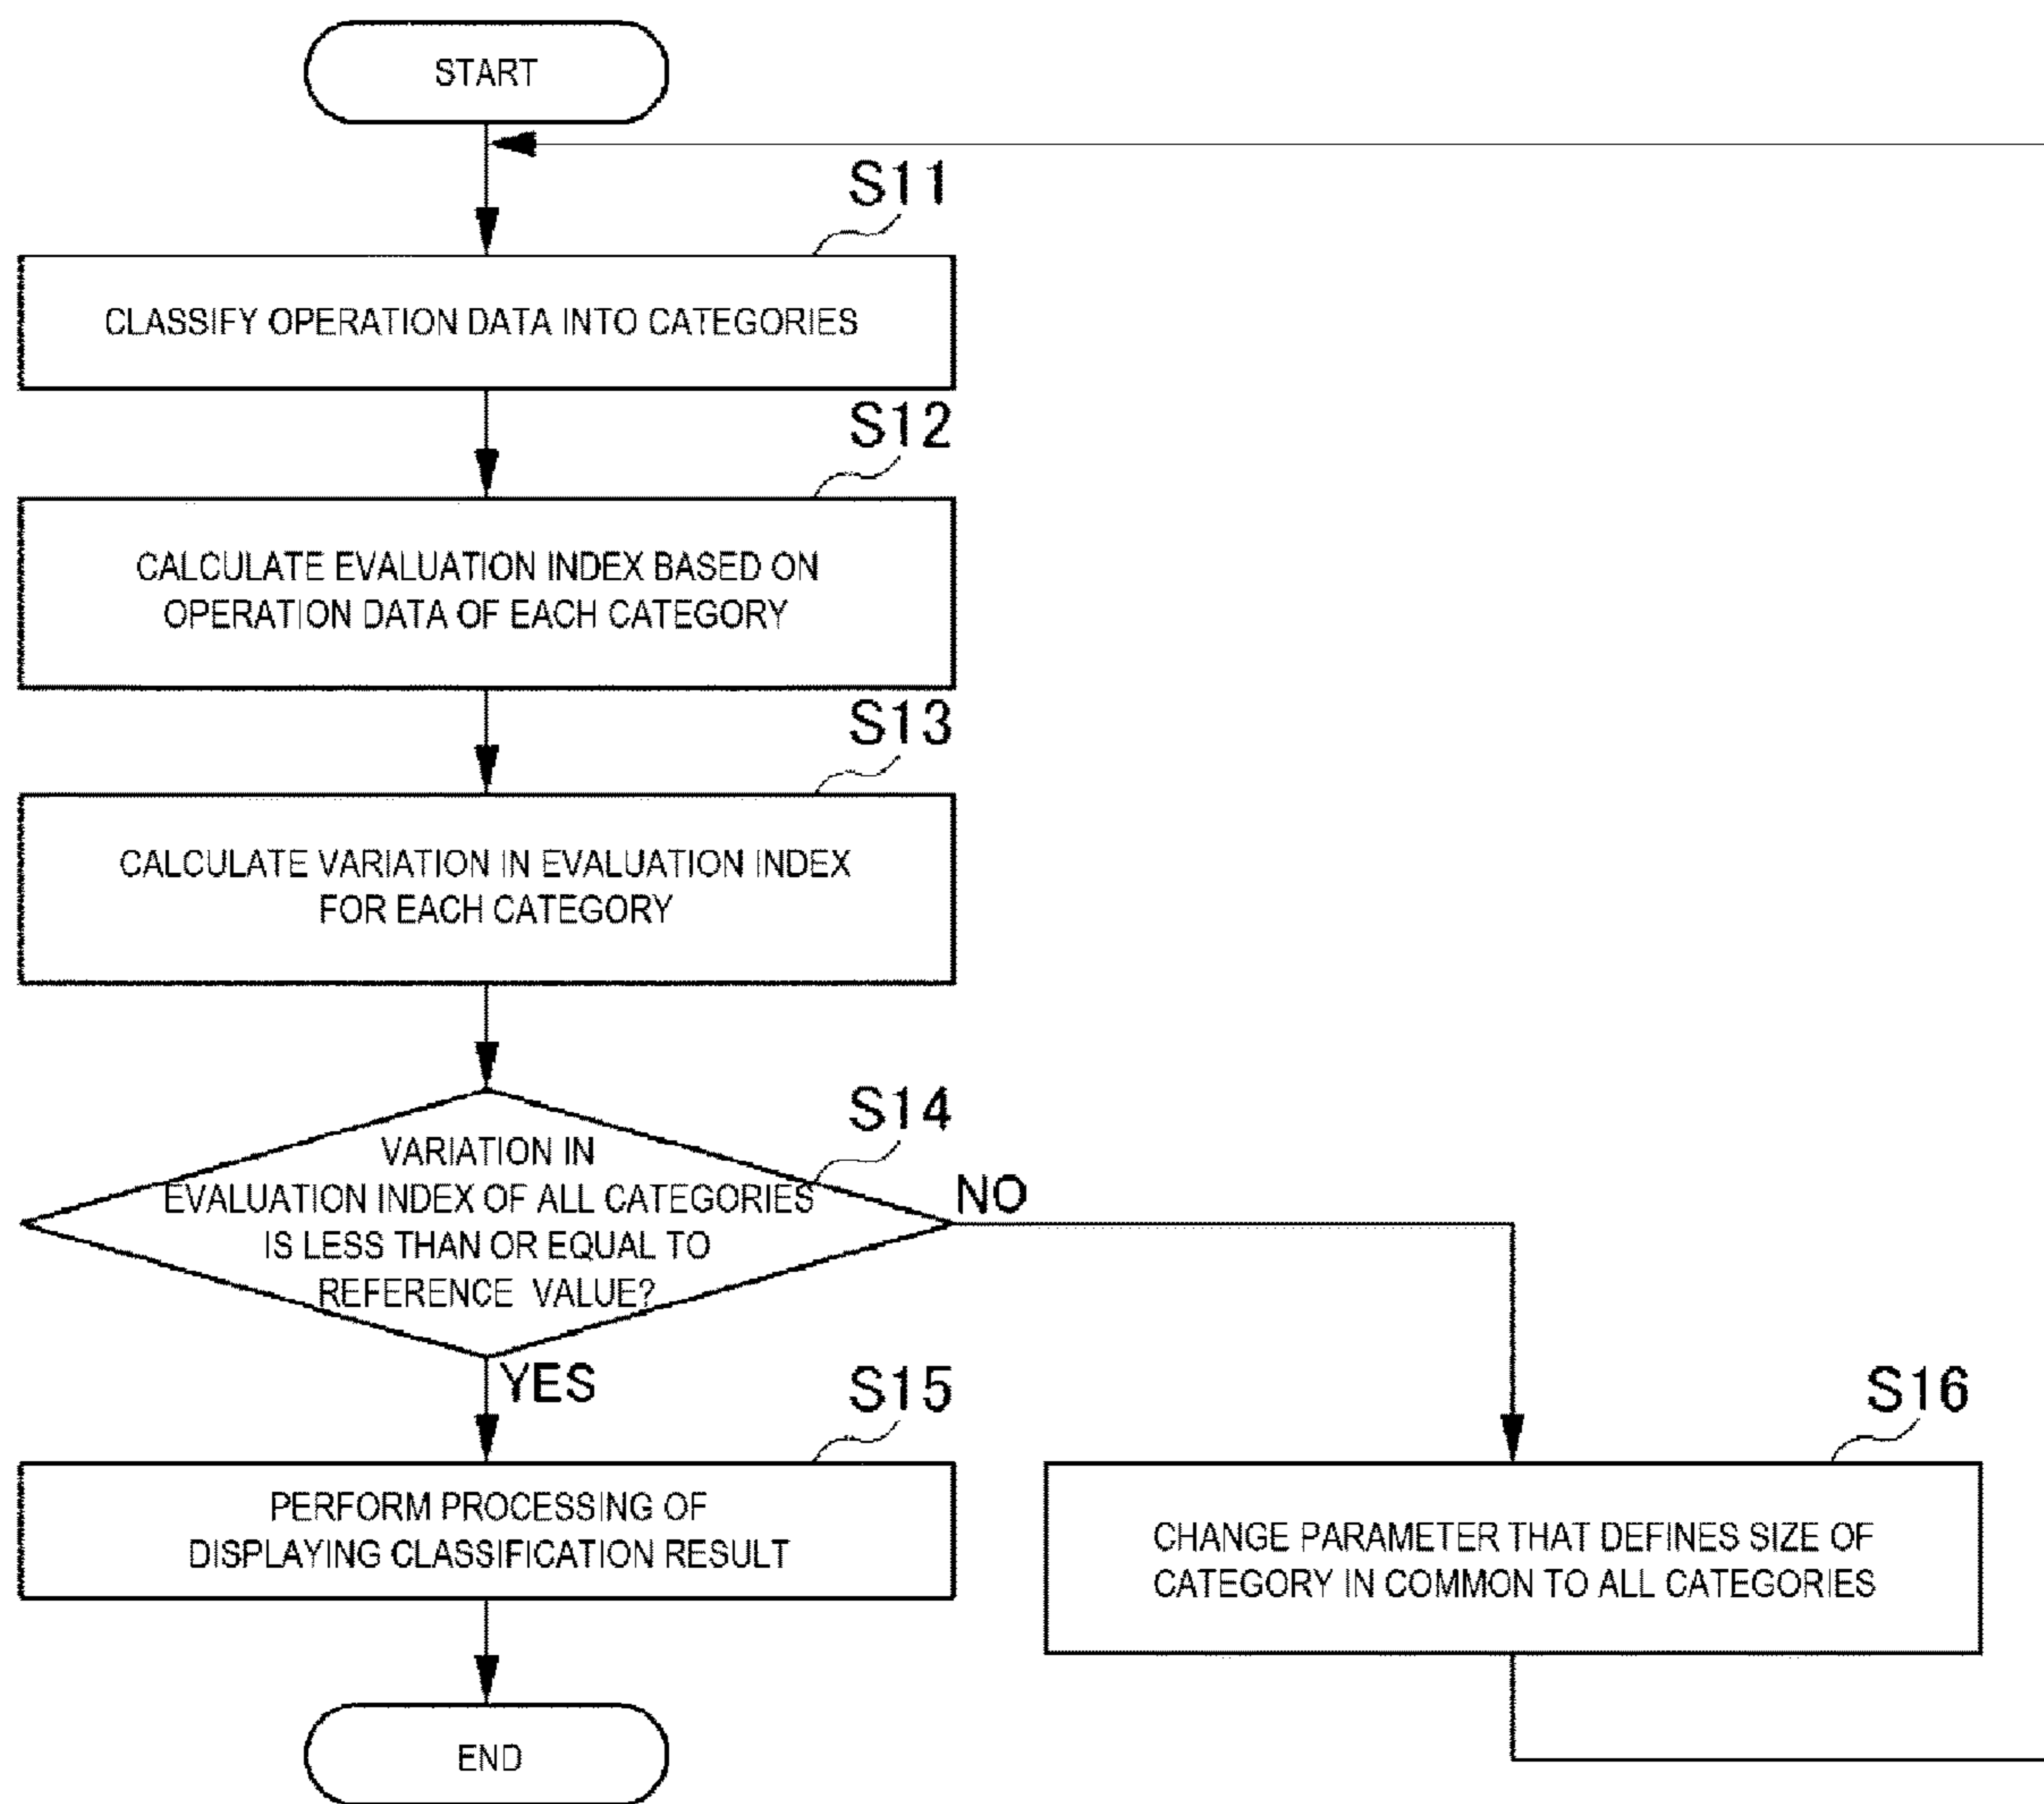 START
S11
CLASSIFY OPERATION DATA INTO CATEGORIES
S12
CALCULATE EVALUATION INDEX BASED ON
OPERATION DATA OF EACH CATEGORY
S13
CALCULATE VARIATION IN EVALUATION INDEX
FOR EACH CATEGORY
S14
VARIATION IN
EVALUATION INDEX OF ALL CATEGORIES
IS LESS THAN OR EQUAL TO
REFERENCE VALUE?
NO
YES
S15
PERFORM PROCESSING OF
DISPLAYING CLASSIFICATION RESULT
S16
CHANGE PARAMETER THAT DEFINES SIZE OF
CATEGORY IN COMMON TO ALL CATEGORIES
END